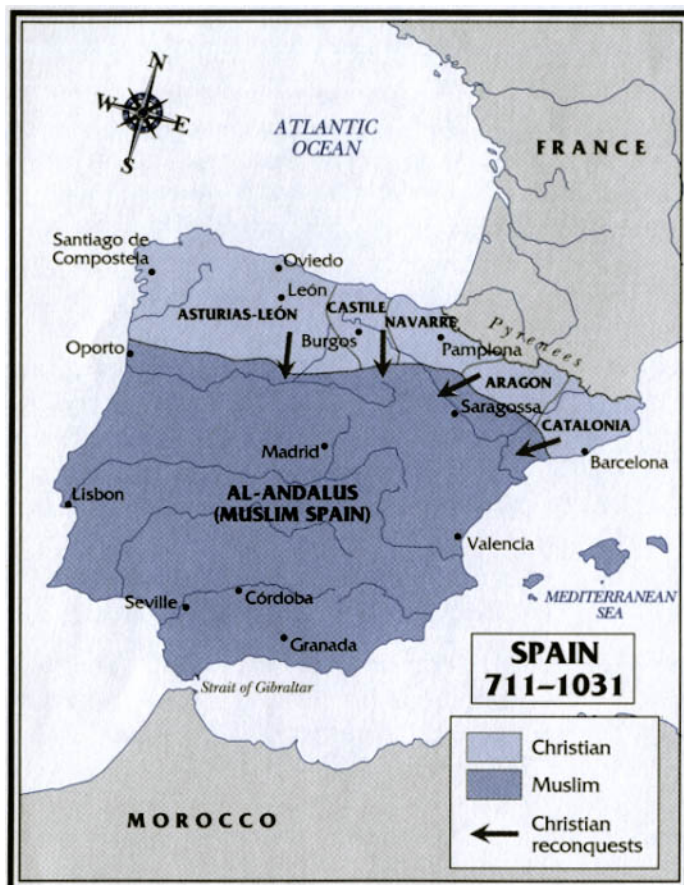 N
W
E
S
ATLANTIC
OCEAN
FRANCE
Santiago de
Compostela
Oviedo
León
ASTURIAS-LEÓN
CASTILE
NAVARRE
Burgos
Pamplona
Pyrenees
Oporto
ARAGON
Saragossa
CATALONIA
Barcelona
Madrid
Lisbon
AL-ANDALUS
(MUSLIM SPAIN)
Valencia
Seville
Córdoba
Granada
MEDITERRANEAN
SEA
Strait of Gibraltar
MOROCCO
SPAIN
711–1031
Christian
Muslim
Christian
reconquests